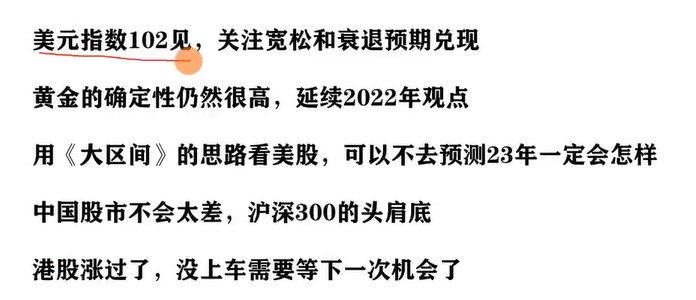 美元指数102见，关注宽松和衰退预期兑现
黄金的确定性仍然很高，延续2022年观点
用《大区间》的思路看美股，可以不去预测23年一定会怎样
中国股市不会太差，沪深300的头肩底
港股涨过了，没上车需要等下一次机会了